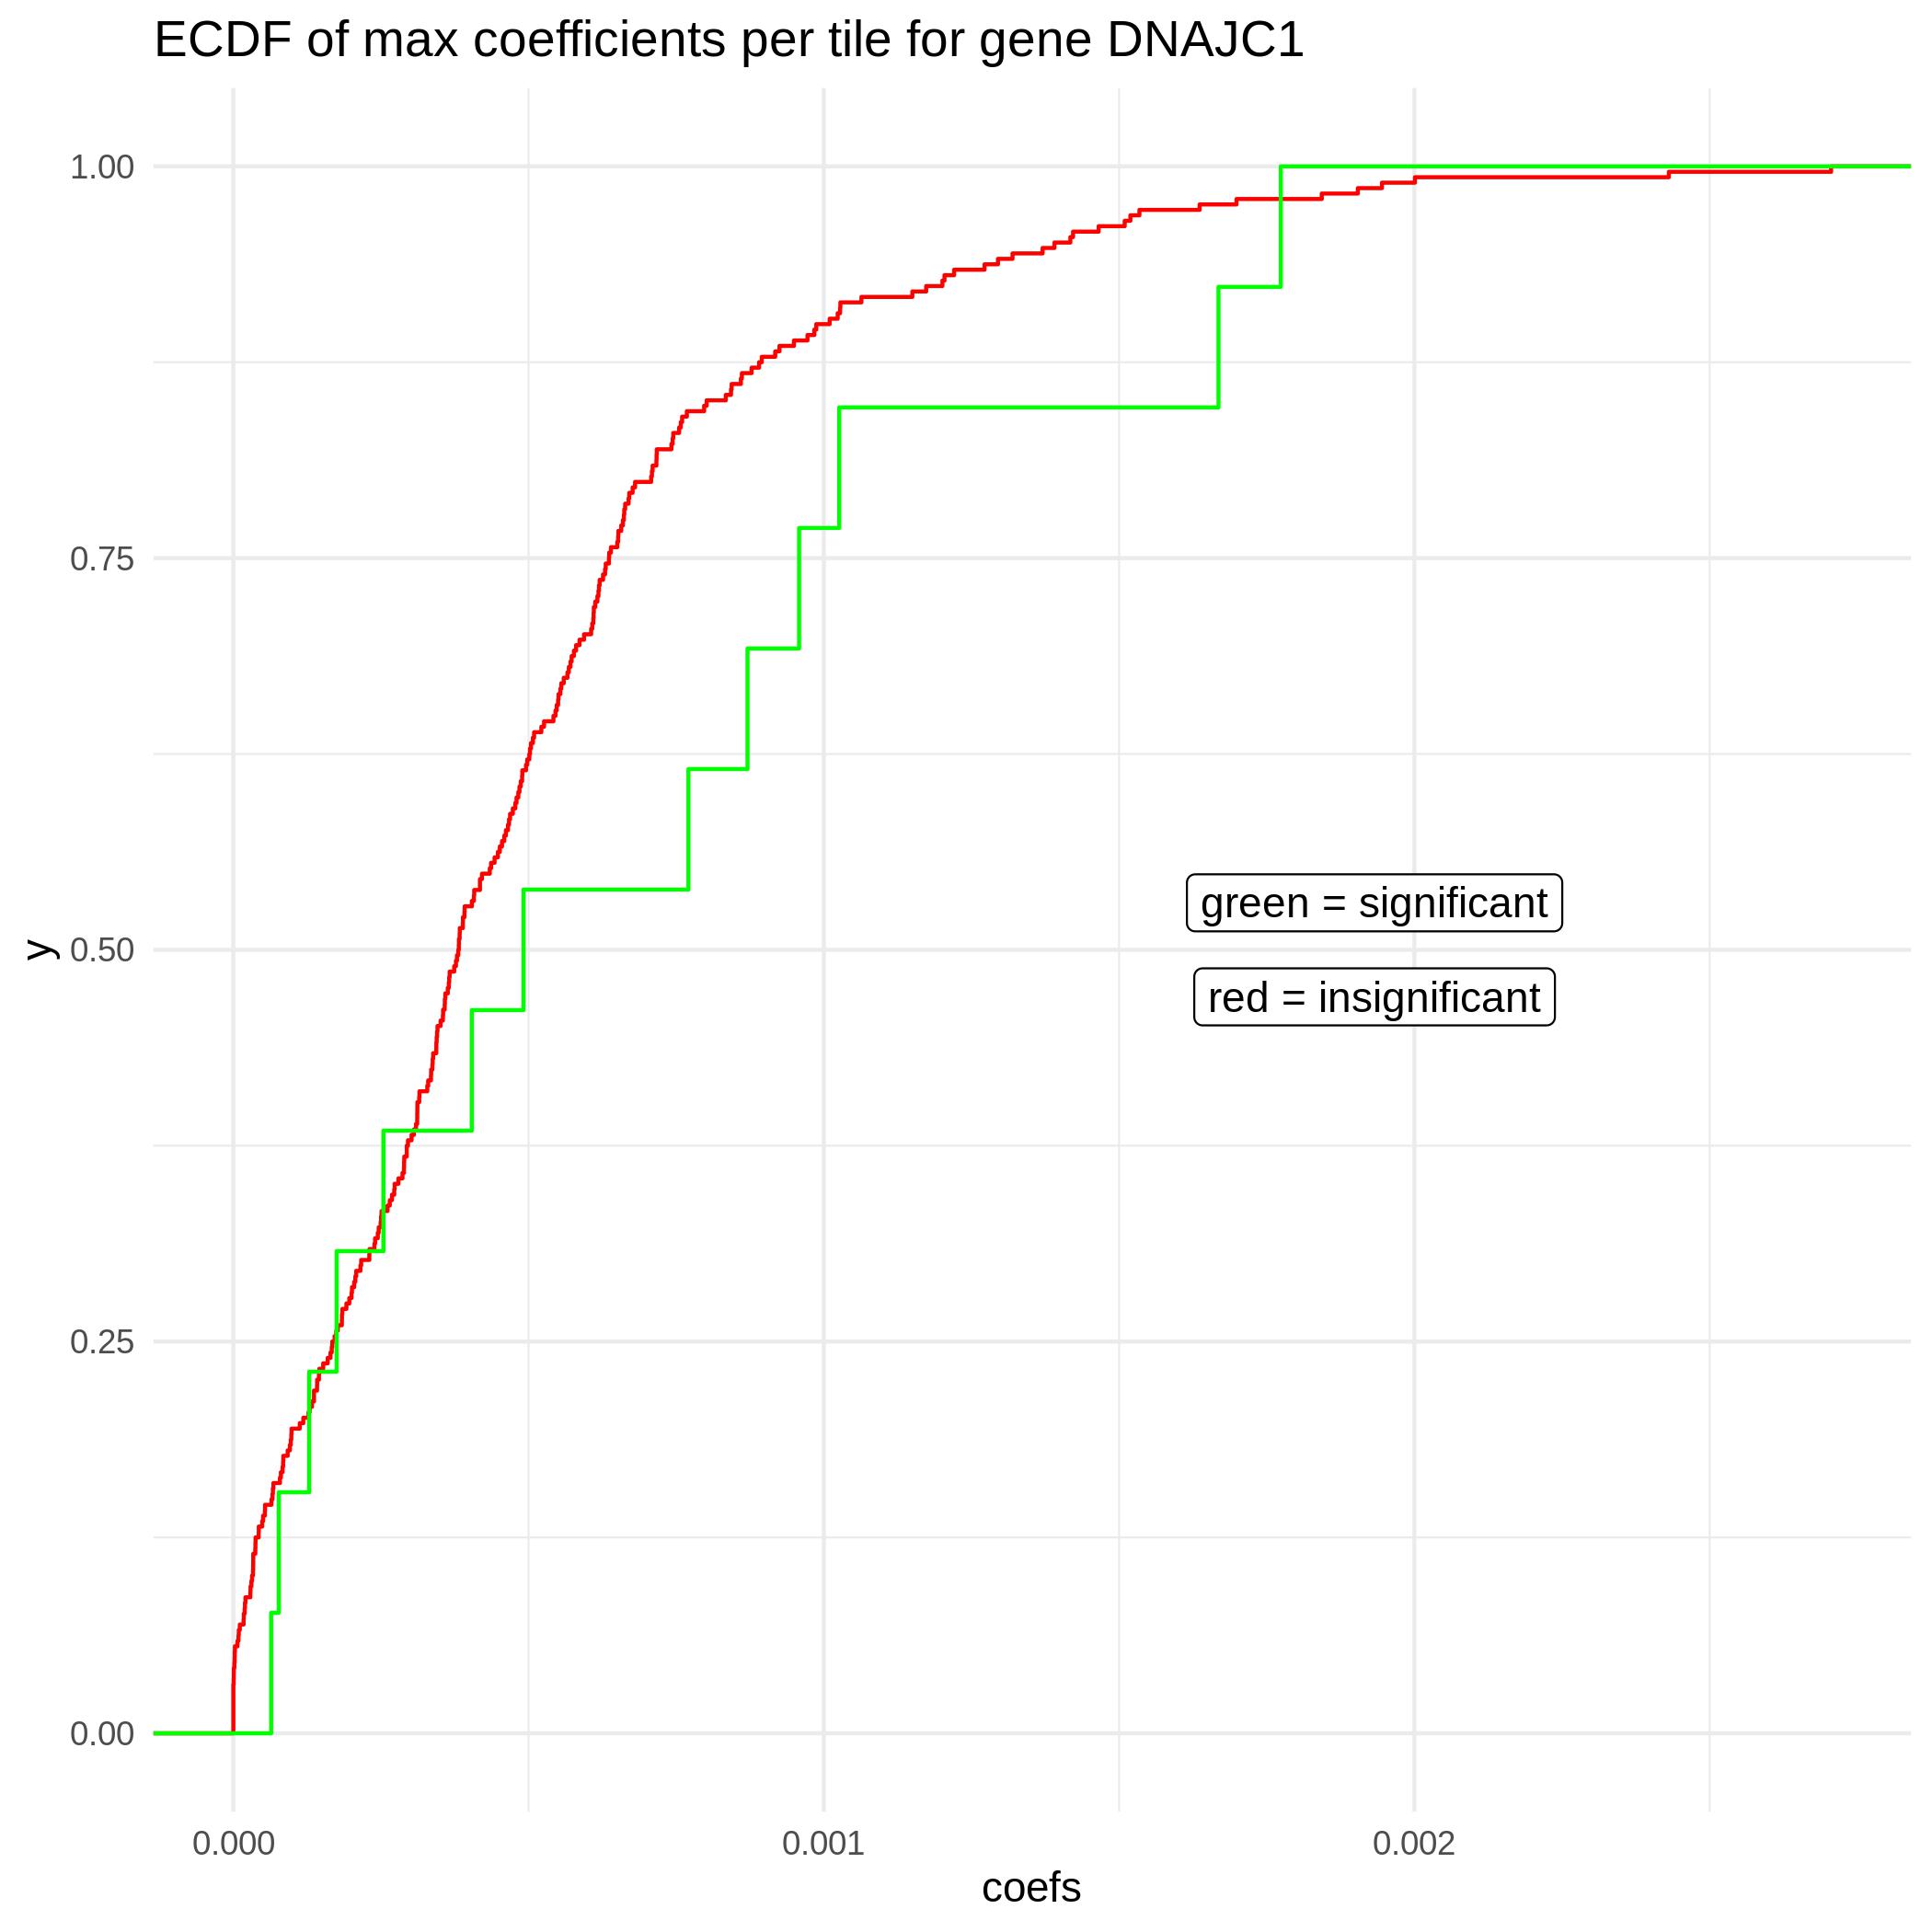 ECDF of max coefficients per tile for gene DNAJC1
1.00
0.75
0.50
0.25
0.00
y
green = significant
red = insignificant
0.000 0.001 0.002
coefs